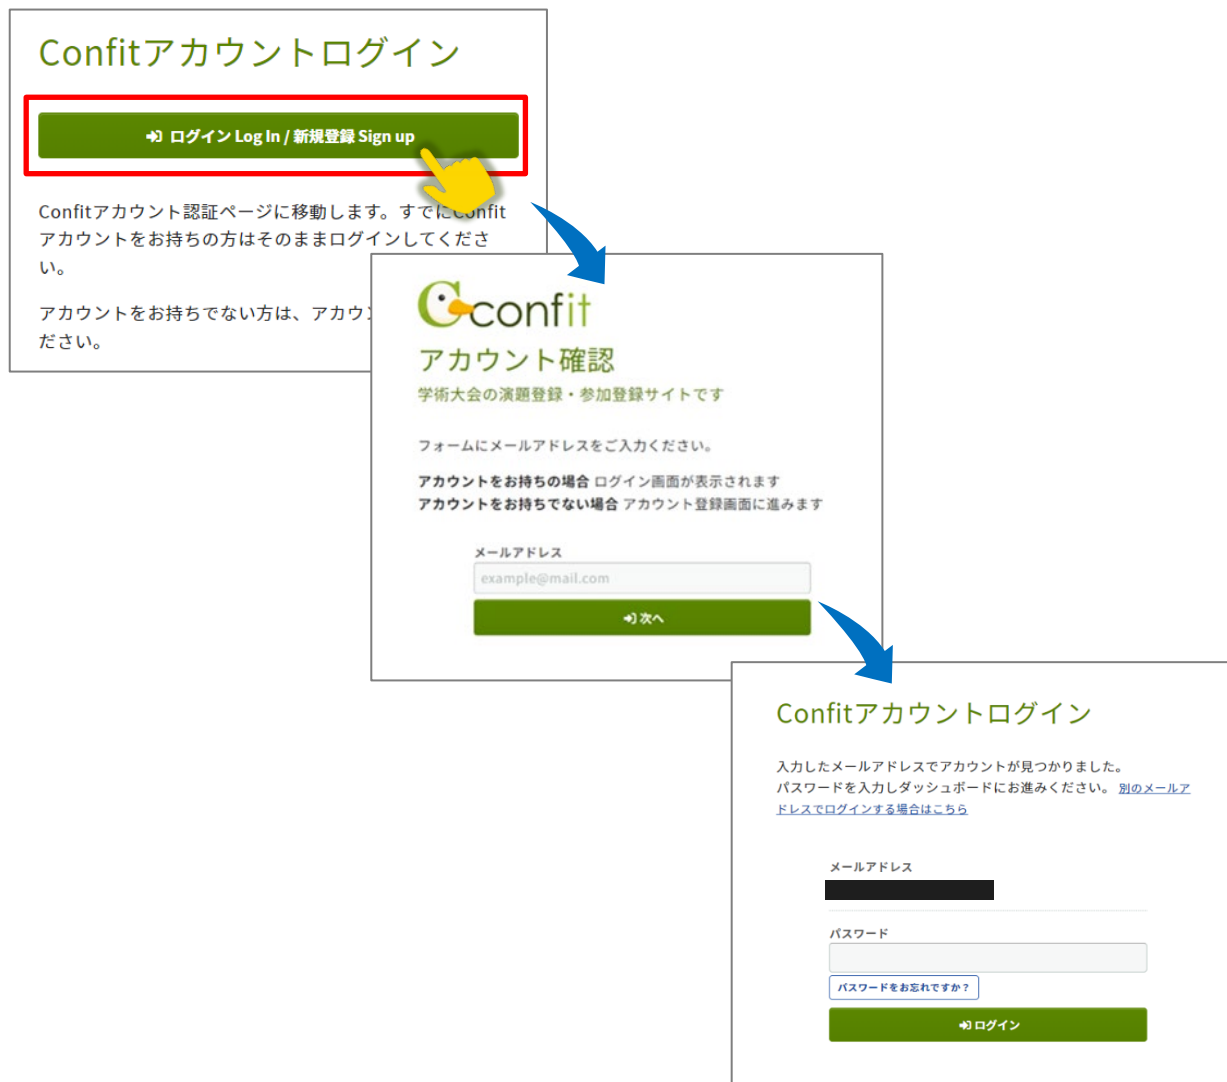 Confitアカウントログイン
ログイン Log In / 新規登録 Sign up
Confitアカウント認証ページに移動します。すでにConfit
アカウントをお持ちの方はそのままログインしてくださ
い。
アカウントをお持ちでない方は、アカウン
ださい。
confit
アカウント確認
学術大会の演題登録・参加登録サイトです
フォームにメールアドレスをご入力ください。
アカウントをお持ちの場合 ログイン画面が表示されます
アカウントをお持ちでない場合 アカウント登録画面に進みます
メールアドレス
example@mail.com
次へ
Confitアカウントログイン
入力したメールアドレスでアカウントが見つかりました。
パスワードを入力しダッシュボードにお進みください。 別のメールア
ドレスでログインする場合はこちら
メールアドレス
パスワード
パスワードをお忘れですか？
ログイン